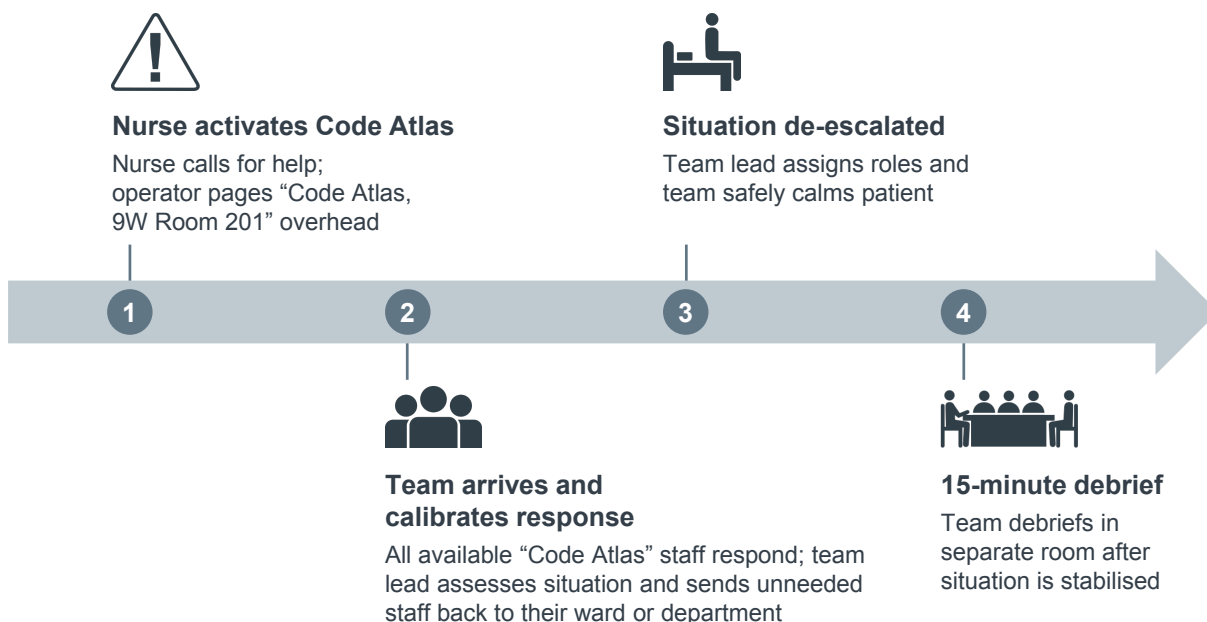 Nurse activates Code Atlas
Nurse calls for help;
operator pages “Code Atlas,
9W Room 201” overhead
Situation de-escalated
Team lead assigns roles and
team safely calms patient
1
2
3
4
Team arrives and
calibrates response
All available “Code Atlas” staff respond; team
lead assesses situation and sends unneeded
staff back to their ward or department
15-minute debrief
Team debriefs in
separate room after
situation is stabilised